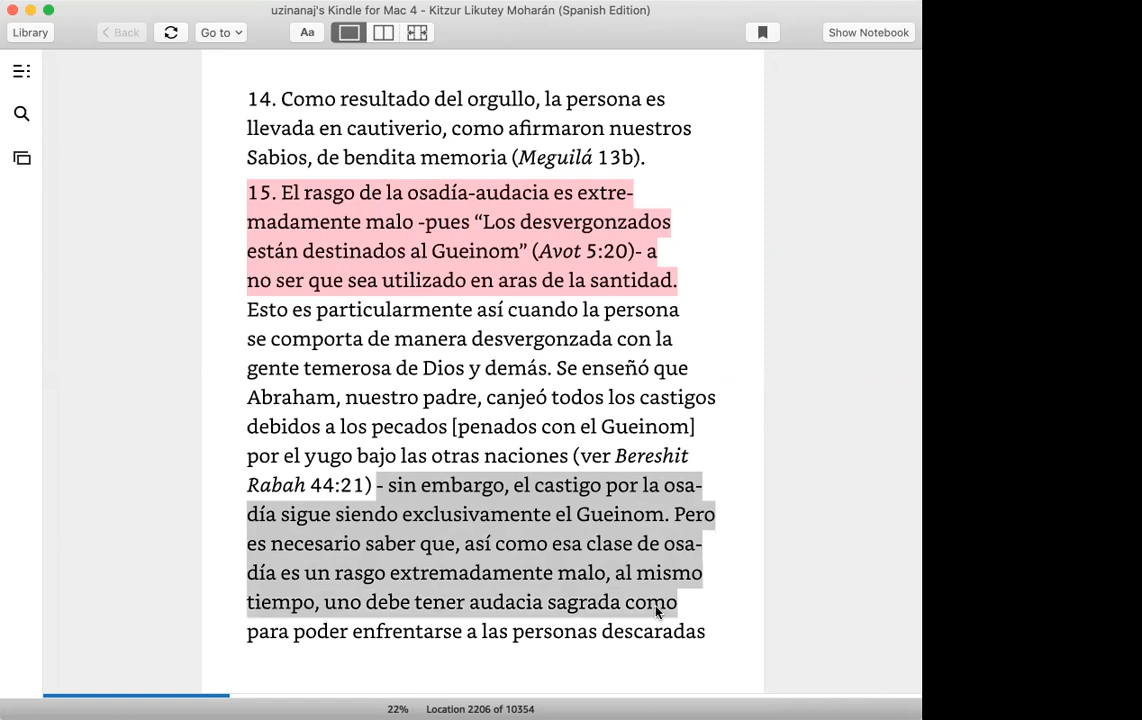 uzinanaj's Kindle for Mac 4 - Kitzur Likutey Moharán (Spanish Edition)
Library
Back
Go to
Aa
Show Notebook
14. Como resultado del orgullo, la persona es
llevada en cautiverio, como afirmaron nuestros
Sabios, de bendita memoria (Meguilá 13b).
15. El rasgo de la osadía-audacia es extre-
madamente malo -pues “Los desvergonzados
están destinados al Gueinom” (Avot 5:20)- a
no ser que sea utilizado en aras de la santidad.
Esto es particularmente así cuando la persona
se comporta de manera desvergonzada con la
gente temerosa de Dios y demás. Se enseñó que
Abraham, nuestro padre, canjeó todos los castigos
debidos a los pecados [penados con el Gueinom]
por el yugo bajo las otras naciones (ver Bereshit
Rabah 44:21) - sin embargo, el castigo por la osa-
día sigue siendo exclusivamente el Gueinom. Pero
es necesario saber que, así como esa clase de osa-
día es un rasgo extremadamente malo, al mismo
tiempo, uno debe tener audacia sagrada como
para poder enfrentarse a las personas descaradas
22% Location 2206 of 10354